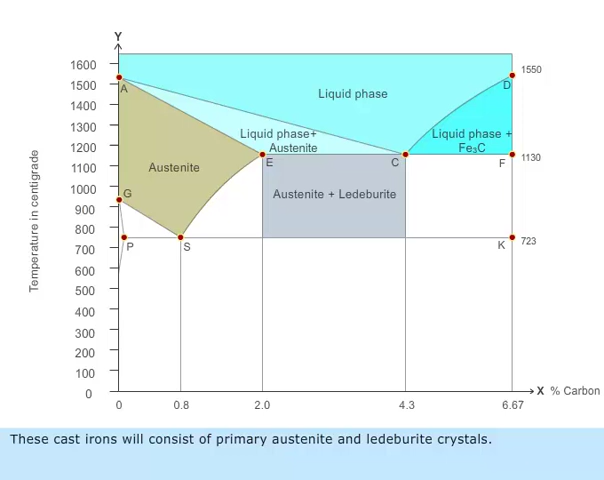 Y
1600
1500
1400
1300
1200
1100
1000
900
800
700
600
500
400
300
200
100
0
Temperature in centigrade
A
Liquid phase
D
1550
Liquid phase+
Austenite
Liquid phase +
Fe₃C
Austenite
E
C
F
1130
Austenite + Ledeburite
G
P
S
K
723
X % Carbon
0
0.8
2.0
4.3
6.67
These cast irons will consist of primary austenite and ledeburite crystals.